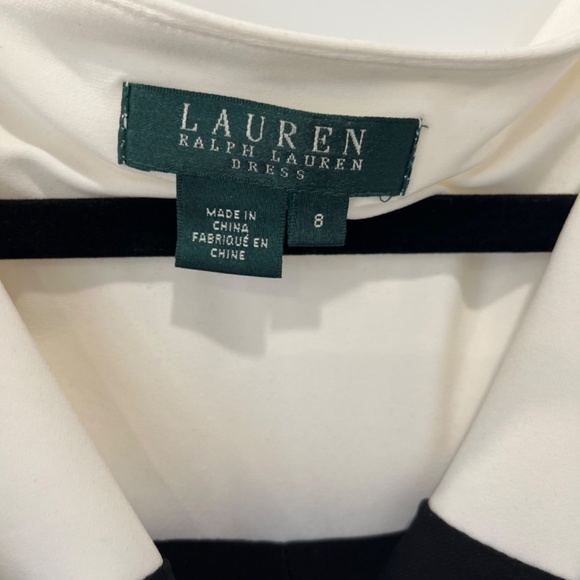 LAUREN
RALPH LAUREN
DRESS
MADE IN
CHINA
FABRIQUÉ EN
CHINE
8